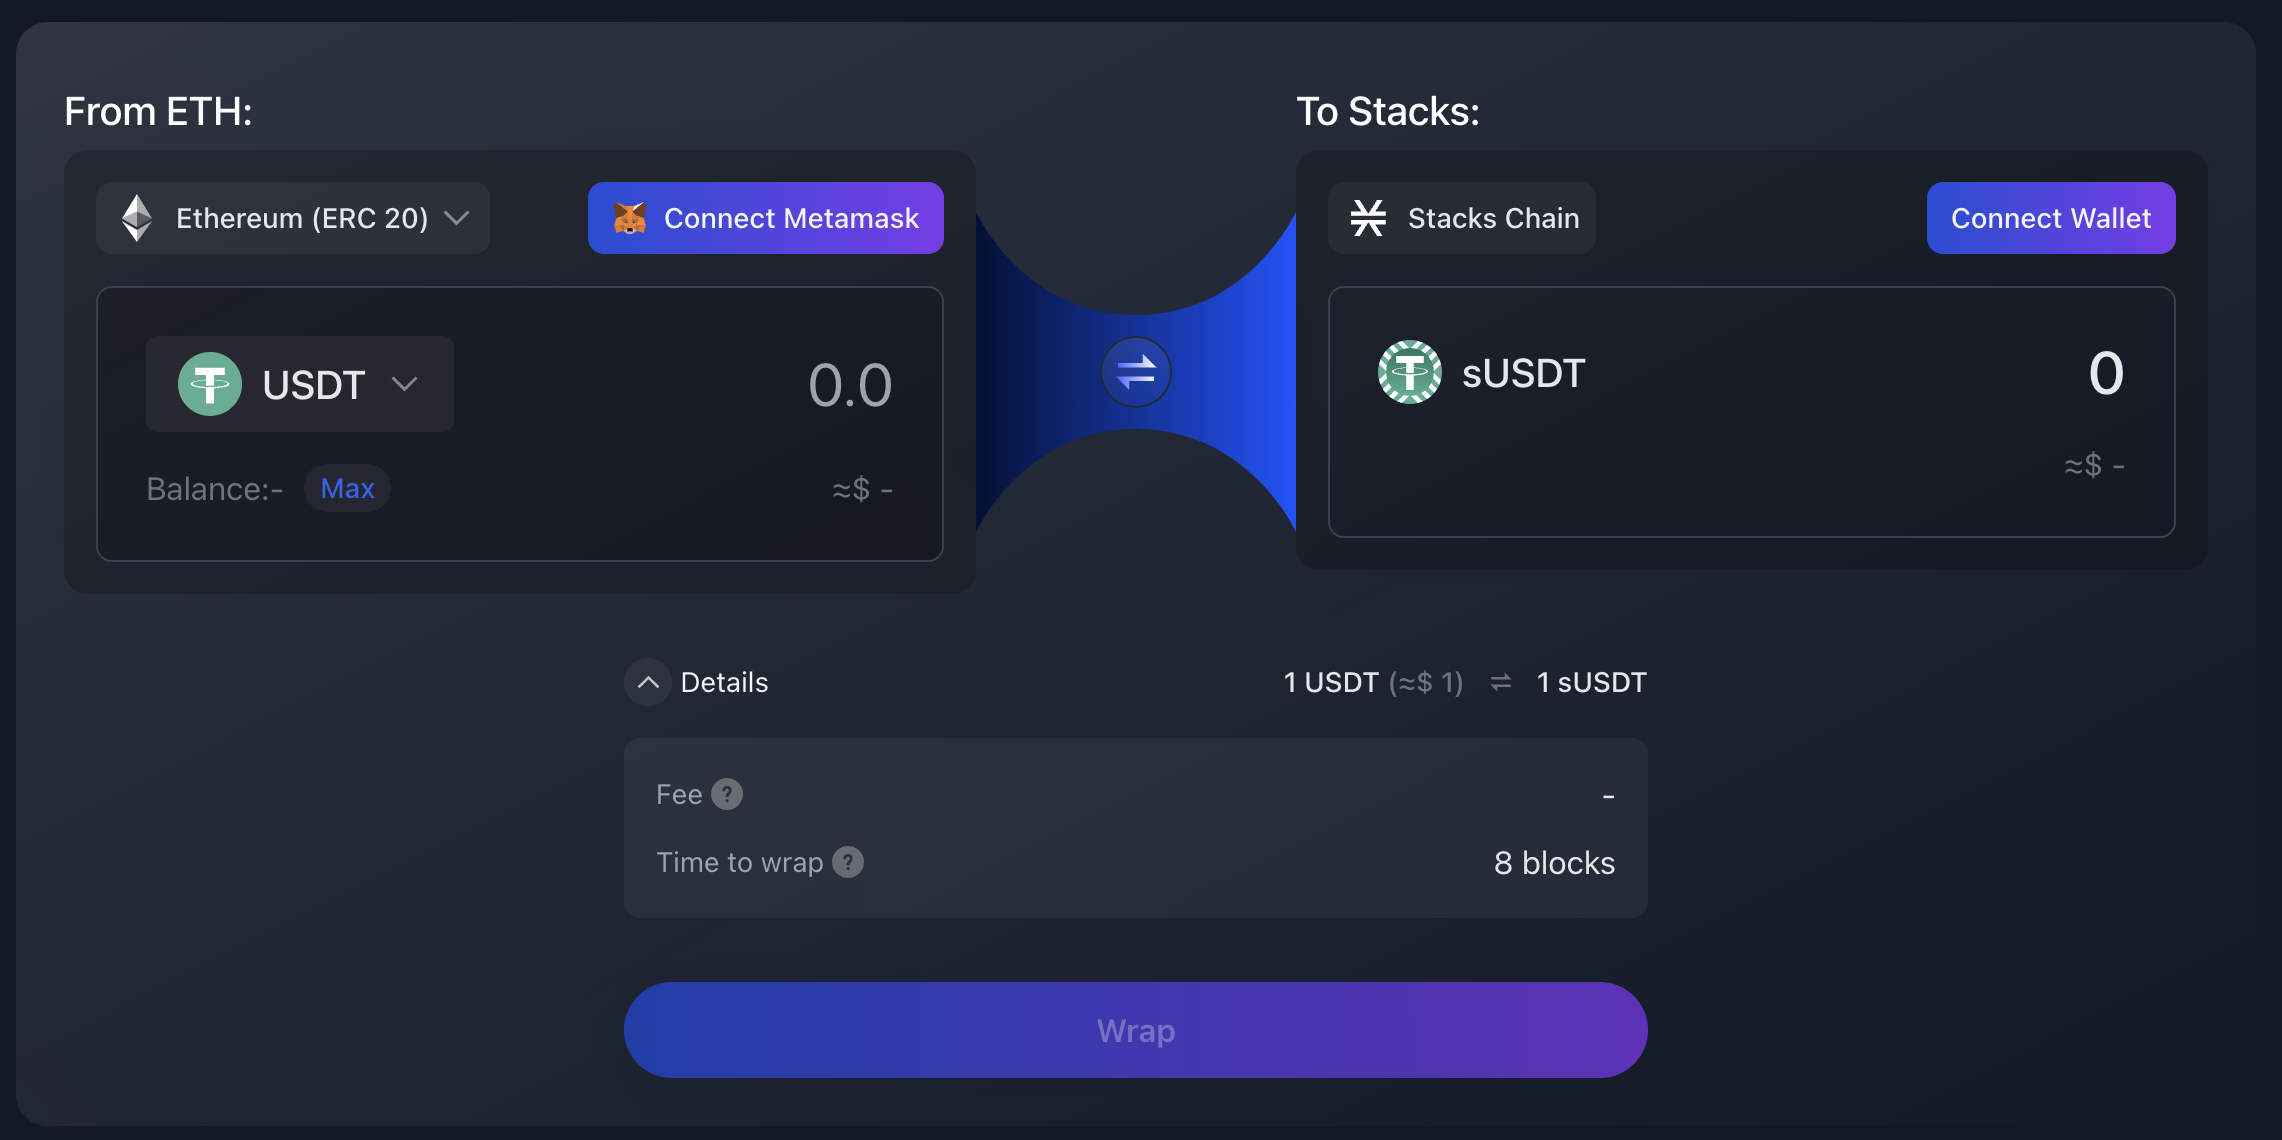 From ETH:
Ethereum (ERC 20)
Connect Metamask
USDT
0.0
Balance:-
Max
≈$ -
To Stacks:
Stacks Chain
Connect Wallet
sUSDT
0
≈$ -
Details
1 USDT (≈$ 1) ⇌ 1 sUSDT
Fee ?
-
Time to wrap ?
8 blocks
Wrap